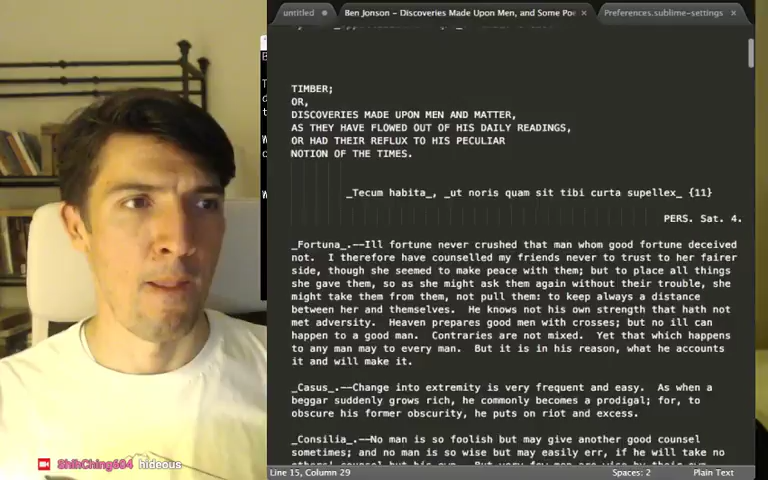 untitled
Ben Jonson - Discoveries Made Upon Men, and Some Poe
Preferences.sublime-settings
TIMBER;
OR,
DISCOVERIES MADE UPON MEN AND MATTER,
AS THEY HAVE FLOWED OUT OF HIS DAILY READINGS,
OR HAD THEIR REFLUX TO HIS PECULIAR
NOTION OF THE TIMES.
_Tecum habita_, _ut noris quam sit tibi curta supellex_ {11}
PERS. Sat. 4.
_Fortuna_.--Ill fortune never crushed that man whom good fortune deceived
not. I therefore have counselled my friends never to trust to her fairer
side, though she seemed to make peace with them; but to place all things
she gave them, so as she might ask them again without their trouble, she
might take them from them, not pull them: to keep always a distance
between her and themselves. He knows not his own strength that hath not
met adversity. Heaven prepares good men with crosses; but no ill can
happen to a good man. Contraries are not mixed. Yet that which happens
to any man may to every man. But it is in his reason, what he accounts
it and will make it.
_Casus_.--Change into extremity is very frequent and easy. As when a
beggar suddenly grows rich, he commonly becomes a prodigal; for, to
obscure his former obscurity, he puts on riot and excess.
_Consilia_.--No man is so foolish but may give another good counsel
sometimes; and no man is so wise but may easily err, if he will take no
Line 15, Column 29
Spaces: 2
Plain Text
ShihChing604 hideous